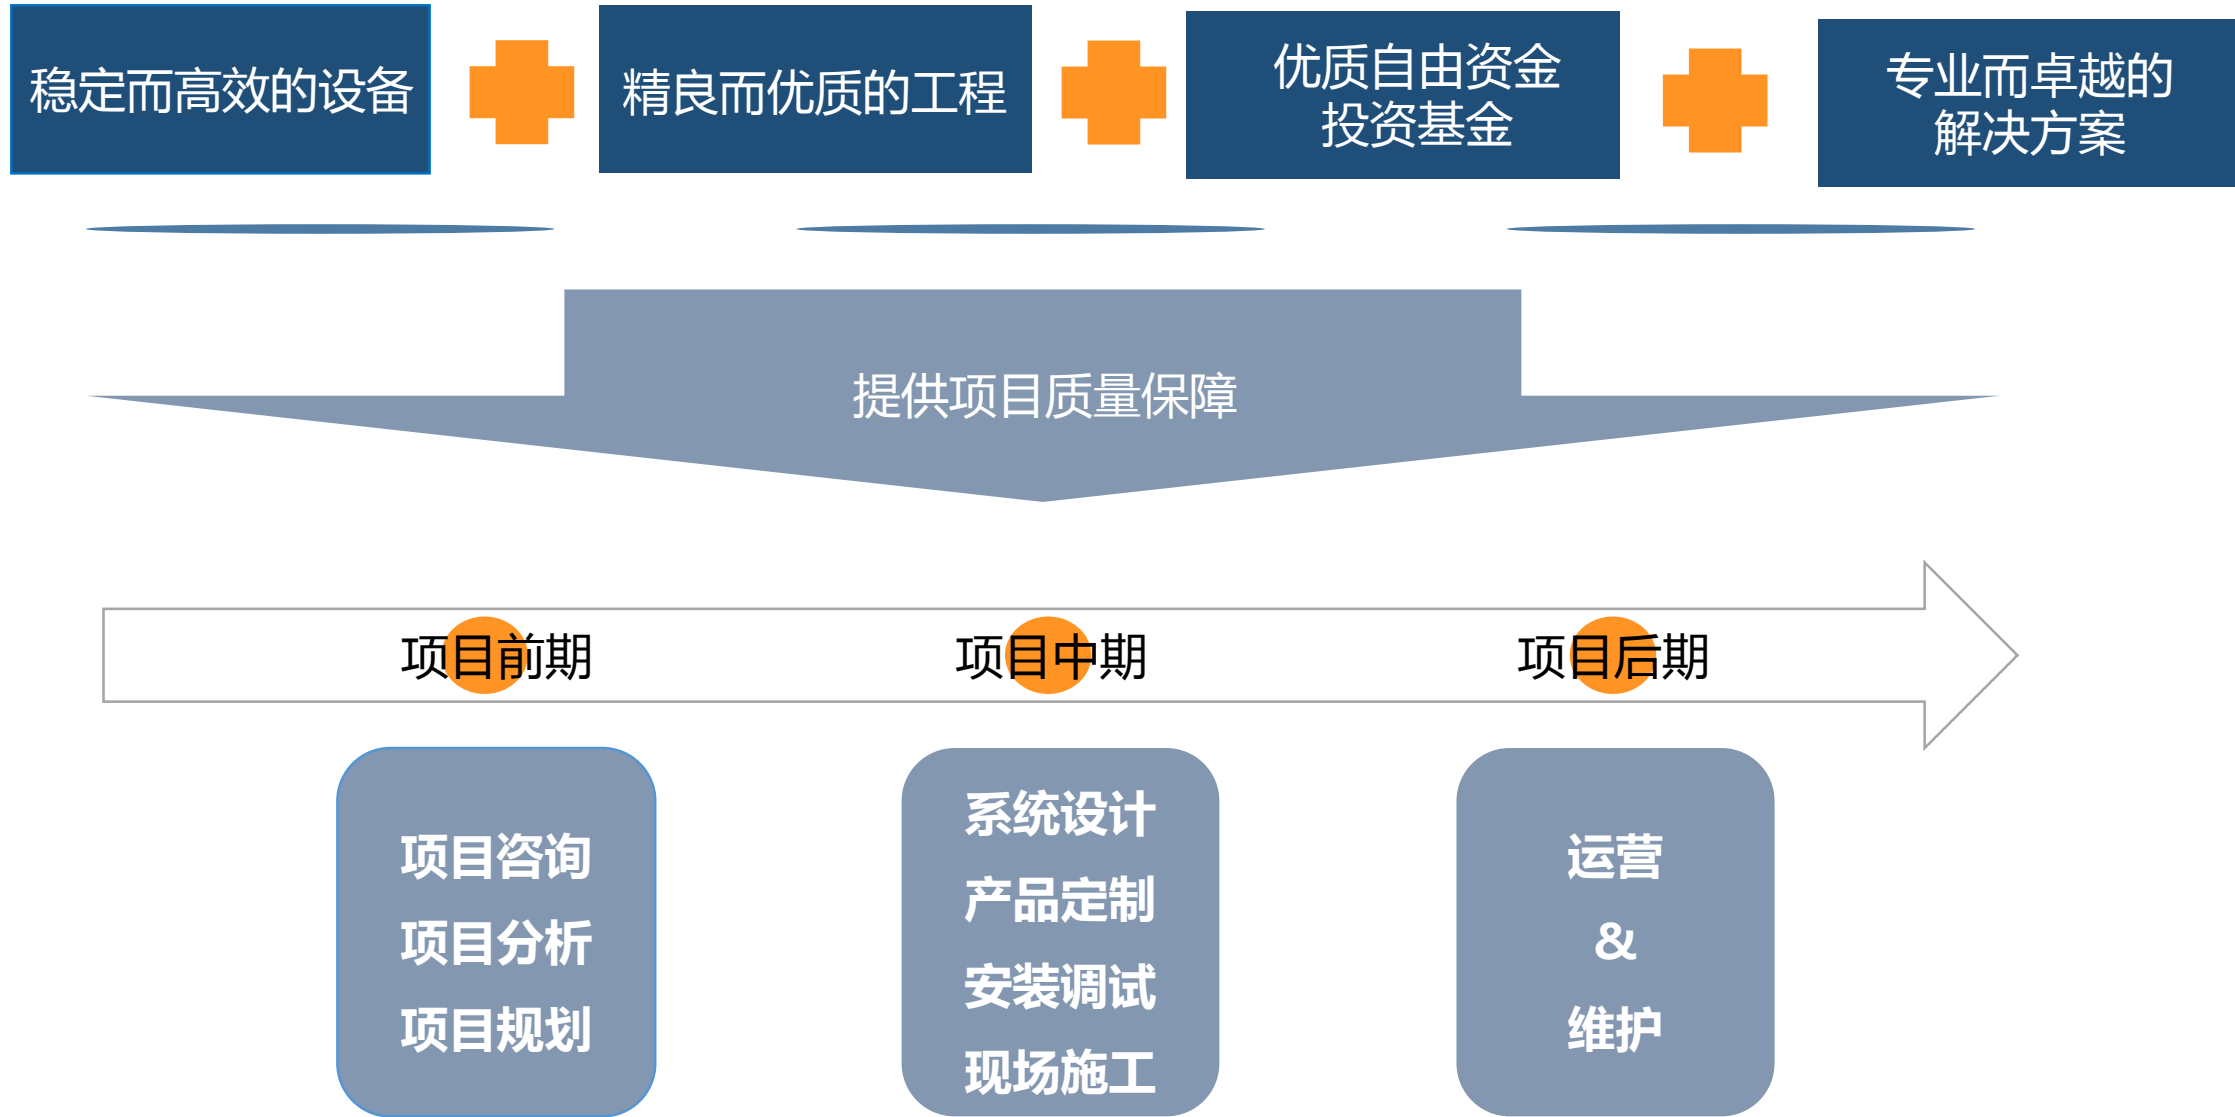 稳定而高效的设备
精良而优质的工程
优质自由资金
投资基金
专业而卓越的
解决方案
提供项目质量保障
项目前期
项目中期
项目后期
项目咨询
项目分析
项目规划
系统设计
产品定制
安装调试
现场施工
运营
&
维护